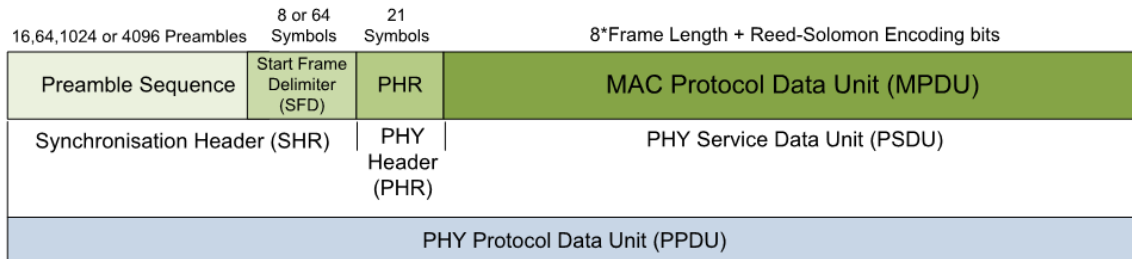 16,64,1024 or 4096 Preambles
8 or 64
Symbols
21
Symbols
8*Frame Length + Reed-Solomon Encoding bits
Preamble Sequence
Start Frame
Delimiter
(SFD)
PHR
MAC Protocol Data Unit (MPDU)
Synchronisation Header (SHR)
PHY
Header
(PHR)
PHY Service Data Unit (PSDU)
PHY Protocol Data Unit (PPDU)